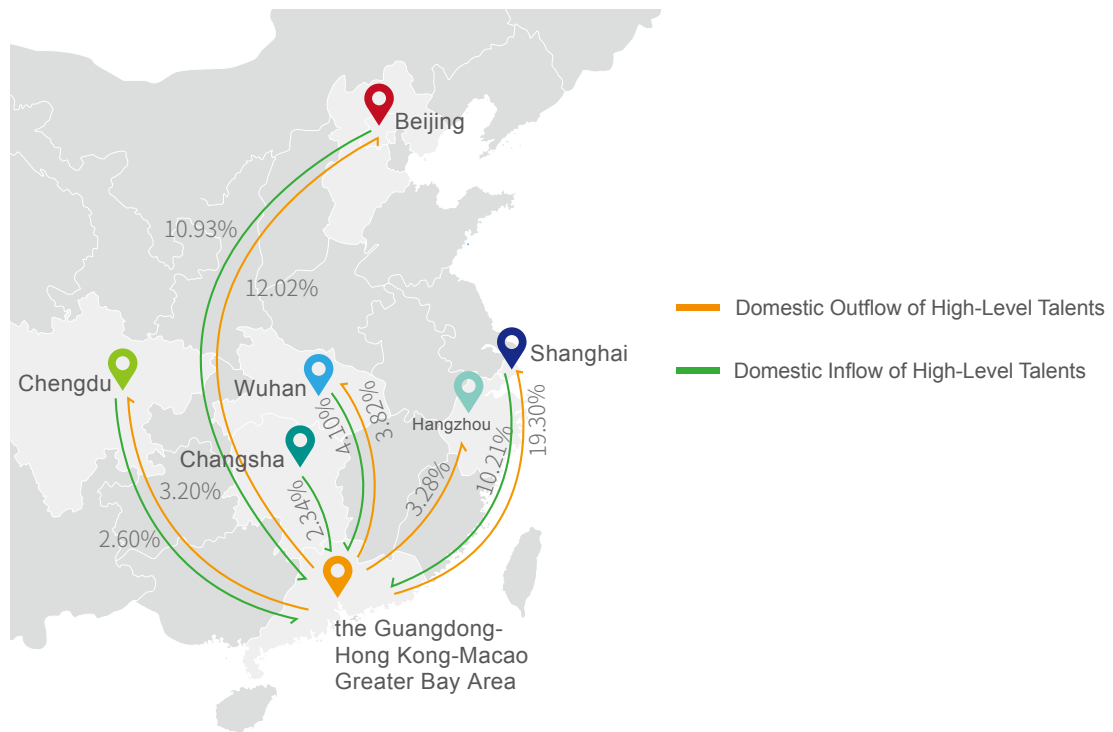 Beijing
10.93%
12.02%
Domestic Outflow of High-Level Talents
Shanghai
Domestic Inflow of High-Level Talents
Chengdu
Wuhan
Hangzhou
4.10%
3.82%
19.30%
Changsha
10.21%
3.28%
3.20%
2.34%
2.60%
the Guangdong-
Hong Kong-Macao
Greater Bay Area